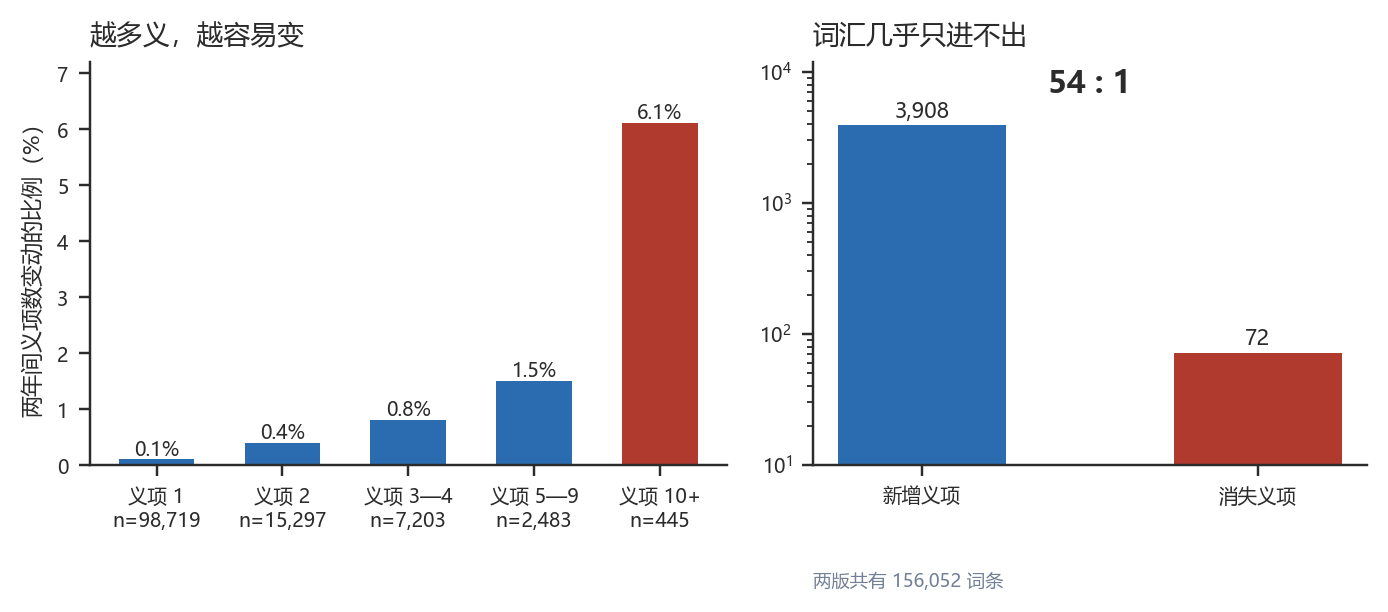 越多义，越容易变
两年间义项数变动的比例（%）
7
6
5
4
3
2
1
0
0.1%
0.4%
0.8%
1.5%
6.1%
义项 1
n=98,719
义项 2
n=15,297
义项 3—4
n=7,203
义项 5—9
n=2,483
义项 10+
n=445
词汇几乎只进不出
54 : 1
10⁴
10³
10²
10¹
3,908
72
新增义项
消失义项
两版共有 156,052 词条